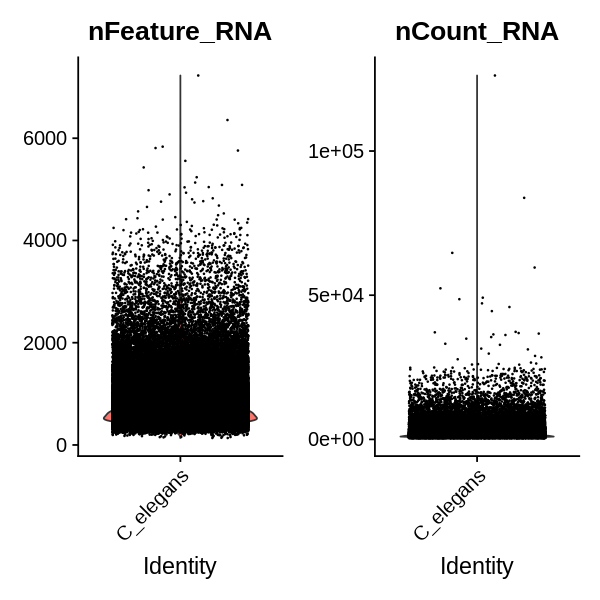 nFeature_RNA
6000
4000
2000
0
C_elegans
Identity
nCount_RNA
1e+05
5e+04
0e+00
C_elegans
Identity